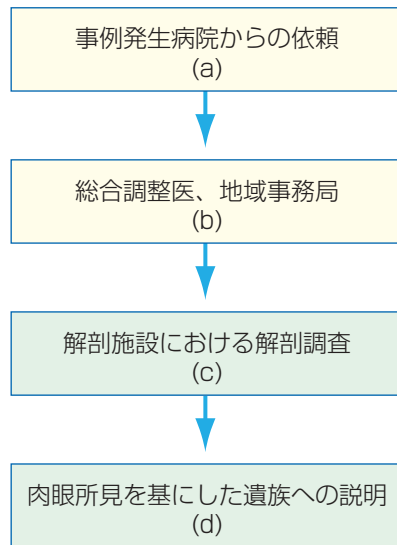 事例発生病院からの依頼
(a)
総合調整医、地域事務局
(b)
解剖施設における解剖調査
(c)
肉眼所見を基にした遺族への説明
(d)